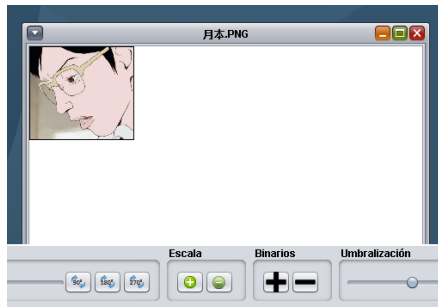 月本.PNG
Escala
Binarios
Umbralización
90°
180°
270°